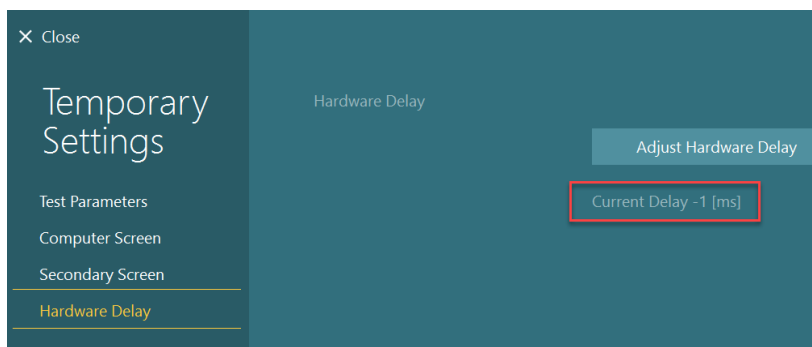 ✕ Close
Temporary
Settings
Hardware Delay
Adjust Hardware Delay
Current Delay -1 [ms]
Test Parameters
Computer Screen
Secondary Screen
Hardware Delay